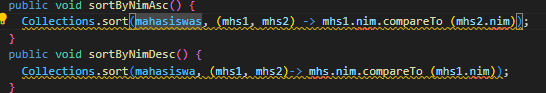 public void sortByNimAsc() {
Collections.sort(mahasiswas, (mhs1, mhs2) -> mhs1.nim.compareTo (mhs2.nim));
}
public void sortByNimDesc() {
Collections.sort(mahasiswa, (mhs1, mhs2)-> mhs.nim.compareTo (mhs1.nim));
}